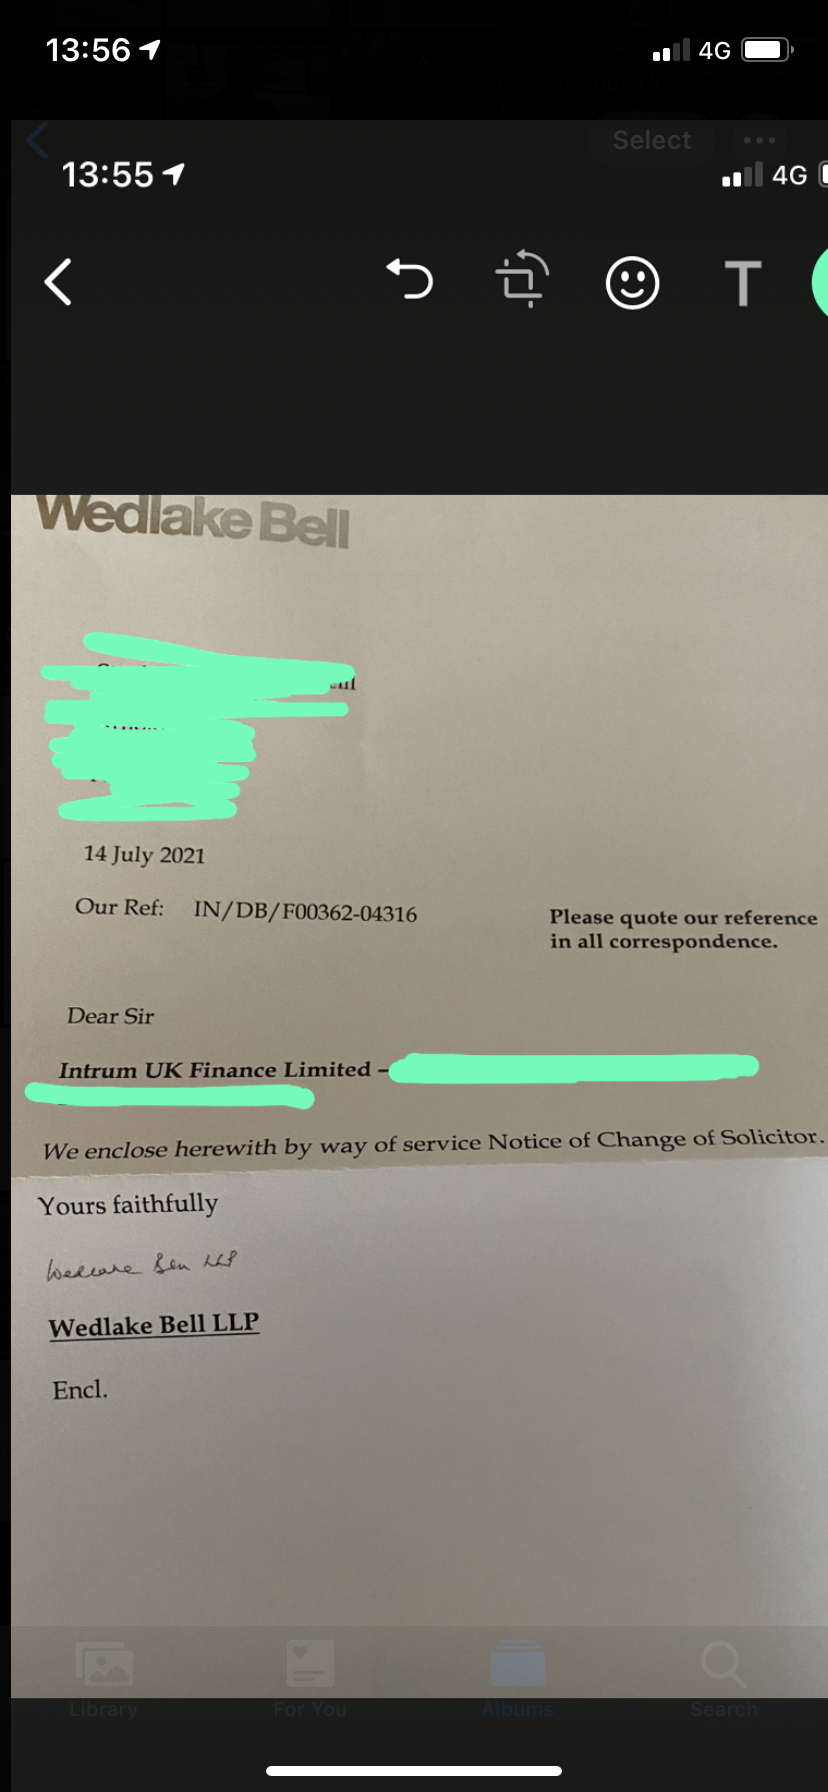 13:56
4G
Select
13:55
4G
T
Wedlake Bell
14 July 2021
Our Ref: IN/DB/F00362-04316
Please quote our reference
in all correspondence.
Dear Sir
Intrum UK Finance Limited –
We enclose herewith by way of service Notice of Change of Solicitor.
Yours faithfully
Wedlake Bell LLP
Wedlake Bell LLP
Encl.
Library
For You
Albums
Search